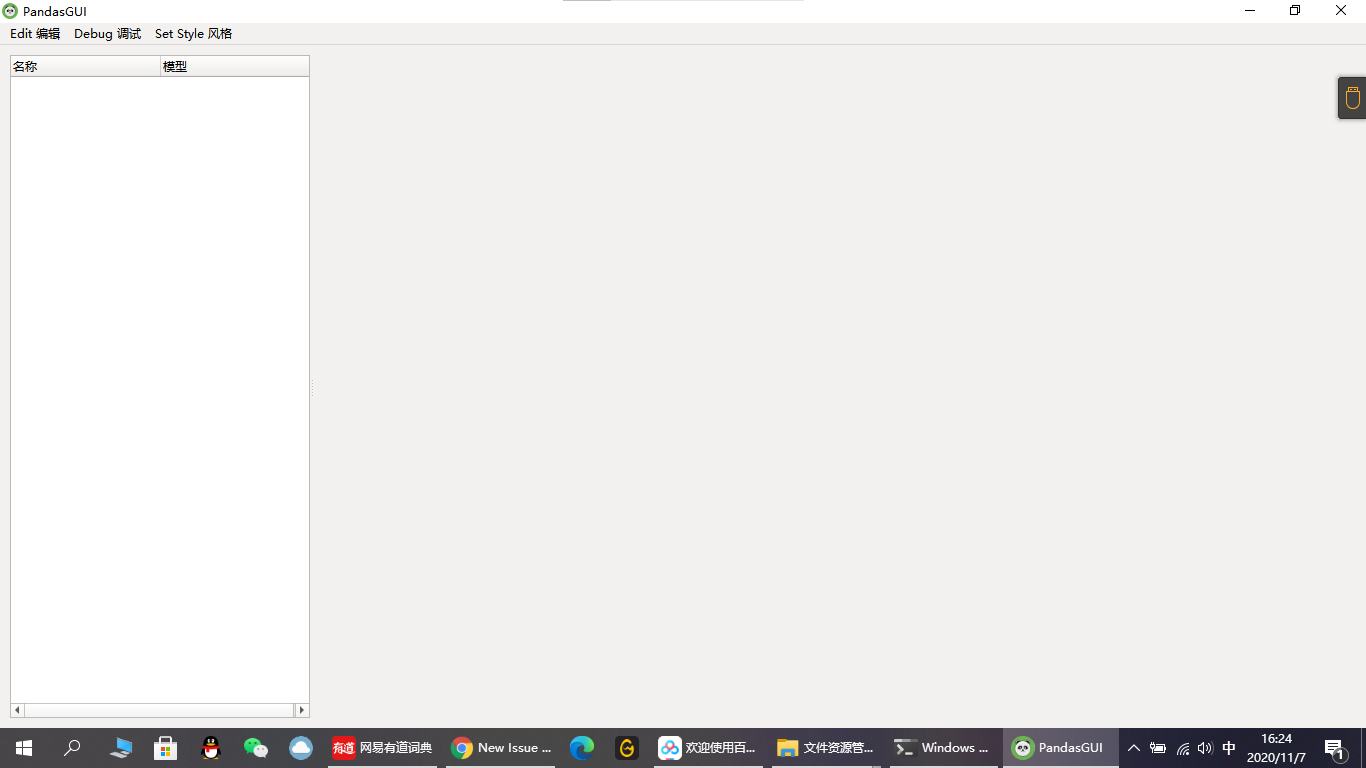 PandasGUI
Edit 编辑 Debug 调试 Set Style 风格
名称 模型
有道 网易有道词典 New Issue ... 欢迎使用百... 文件资源管... Windows ... PandasGUI 中 16:24
2020/11/7 1